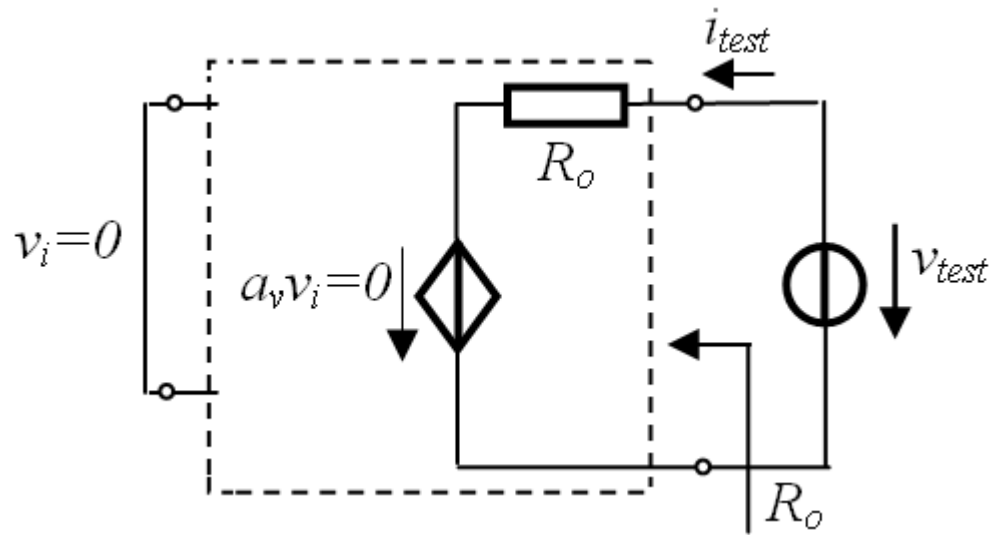 i_test
R_o
v_i=0
a_v v_i=0
v_test
R_o